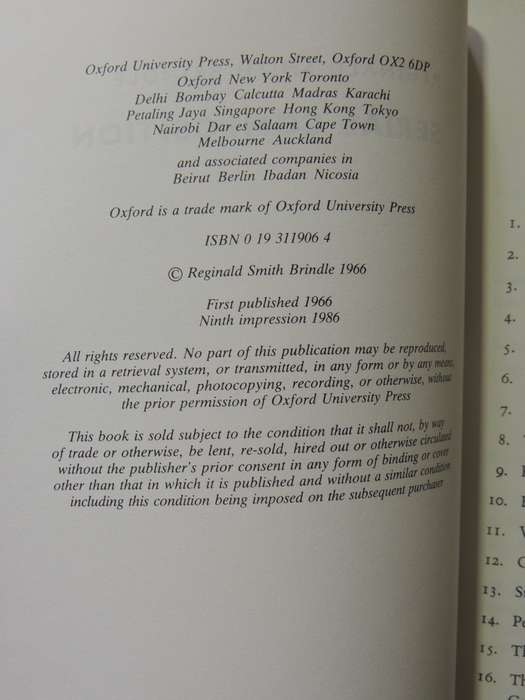 Oxford University Press, Walton Street, Oxford OX2 6DP
Oxford New York Toronto
Delhi Bombay Calcutta Madras Karachi
Petaling Jaya Singapore Hong Kong Tokyo
Nairobi Dar es Salaam Cape Town
Melbourne Auckland
and associated companies in
Beirut Berlin Ibadan Nicosia
Oxford is a trade mark of Oxford University Press
ISBN 0 19 311906 4
© Reginald Smith Brindle 1966
First published 1966
Ninth impression 1986
All rights reserved. No part of this publication may be reproduced,
stored in a retrieval system, or transmitted, in any form or by any means,
electronic, mechanical, photocopying, recording, or otherwise, without
the prior permission of Oxford University Press
This book is sold subject to the condition that it shall not, by way
of trade or otherwise, be lent, re-sold, hired out or otherwise circulated
without the publisher's prior consent in any form of binding or cover
other than that in which it is published and without a similar condition
including this condition being imposed on the subsequent purchaser
1.
2.
3.
4.
5.
6.
7.
8.
9.
10.
11.
12.
13.
14.
15.
16.